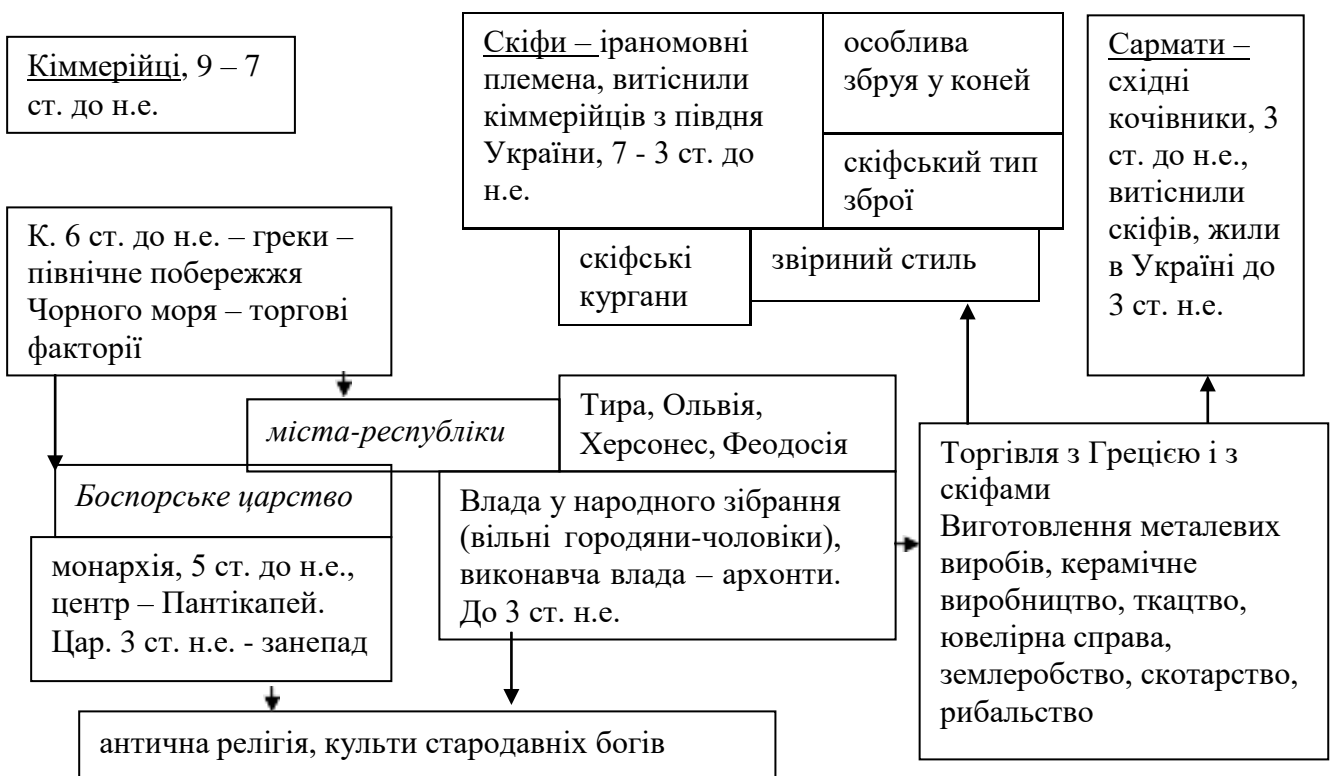 Кіммерійці, 9 – 7
ст. до н.е.
Скіфи – іраномовні
племена, витіснили
кіммерійців з півдня
України, 7 - 3 ст. до
н.е.
особлива
збруя у коней
скіфський тип
зброї
скіфські
кургани
звіриний стиль
Сармати –
східні
кочівники, 3
ст. до н.е.,
витіснили
скіфів, жили
в Україні до
3 ст. н.е.
К. 6 ст. до н.е. – греки –
північне побережжя
Чорного моря – торгові
факторії
міста-республіки
Тира, Ольвія,
Херсонес, Феодосія
Боспорське царство
монархія, 5 ст. до н.е.,
центр – Пантікапей.
Цар. 3 ст. н.е. - занепад
Влада у народного зібрання
(вільні городяни-чоловіки),
виконавча влада – архонти.
До 3 ст. н.е.
Торгівля з Грецією і з
скіфами
Виготовлення металевих
виробів, керамічне
виробництво, ткацтво,
ювелірна справа,
землеробство, скотарство,
рибальство
антична релігія, культи стародавніх богів